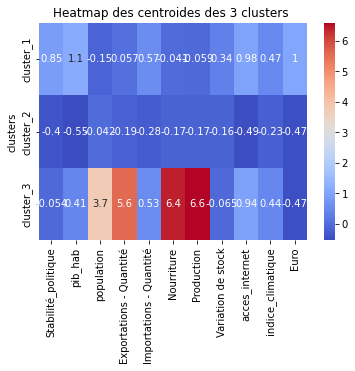 Heatmap des centroides des 3 clusters
clusters
cluster_1
0.85 1.1 -0.15 0.057 0.57 -0.041 0.059 0.34 0.98 0.47 1
cluster_2
-0.4 -0.55 -0.042 -0.19 -0.28 -0.17 -0.17 -0.16 -0.49 -0.23 -0.47
cluster_3
0.054 0.41 3.7 5.6 0.53 6.4 6.6 0.065 0.94 0.44 -0.47
Stabilité_politique
pib_hab
population
Exportations - Quantité
Importations - Quantité
Nourriture
Production
Variation de stock
acces_internet
indice_climatique
Euro
6
5
4
3
2
1
0